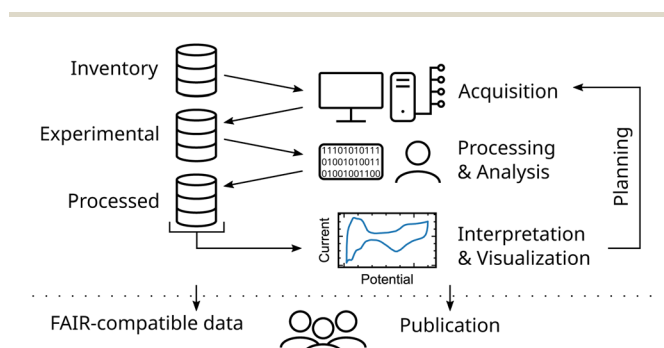 Inventory
Acquisition
Experimental
11101010111
01001010011
01001001100
Processing
& Analysis
Planning
Processed
Current
Potential
Interpretation
& Visualization
FAIR-compatible data
Publication